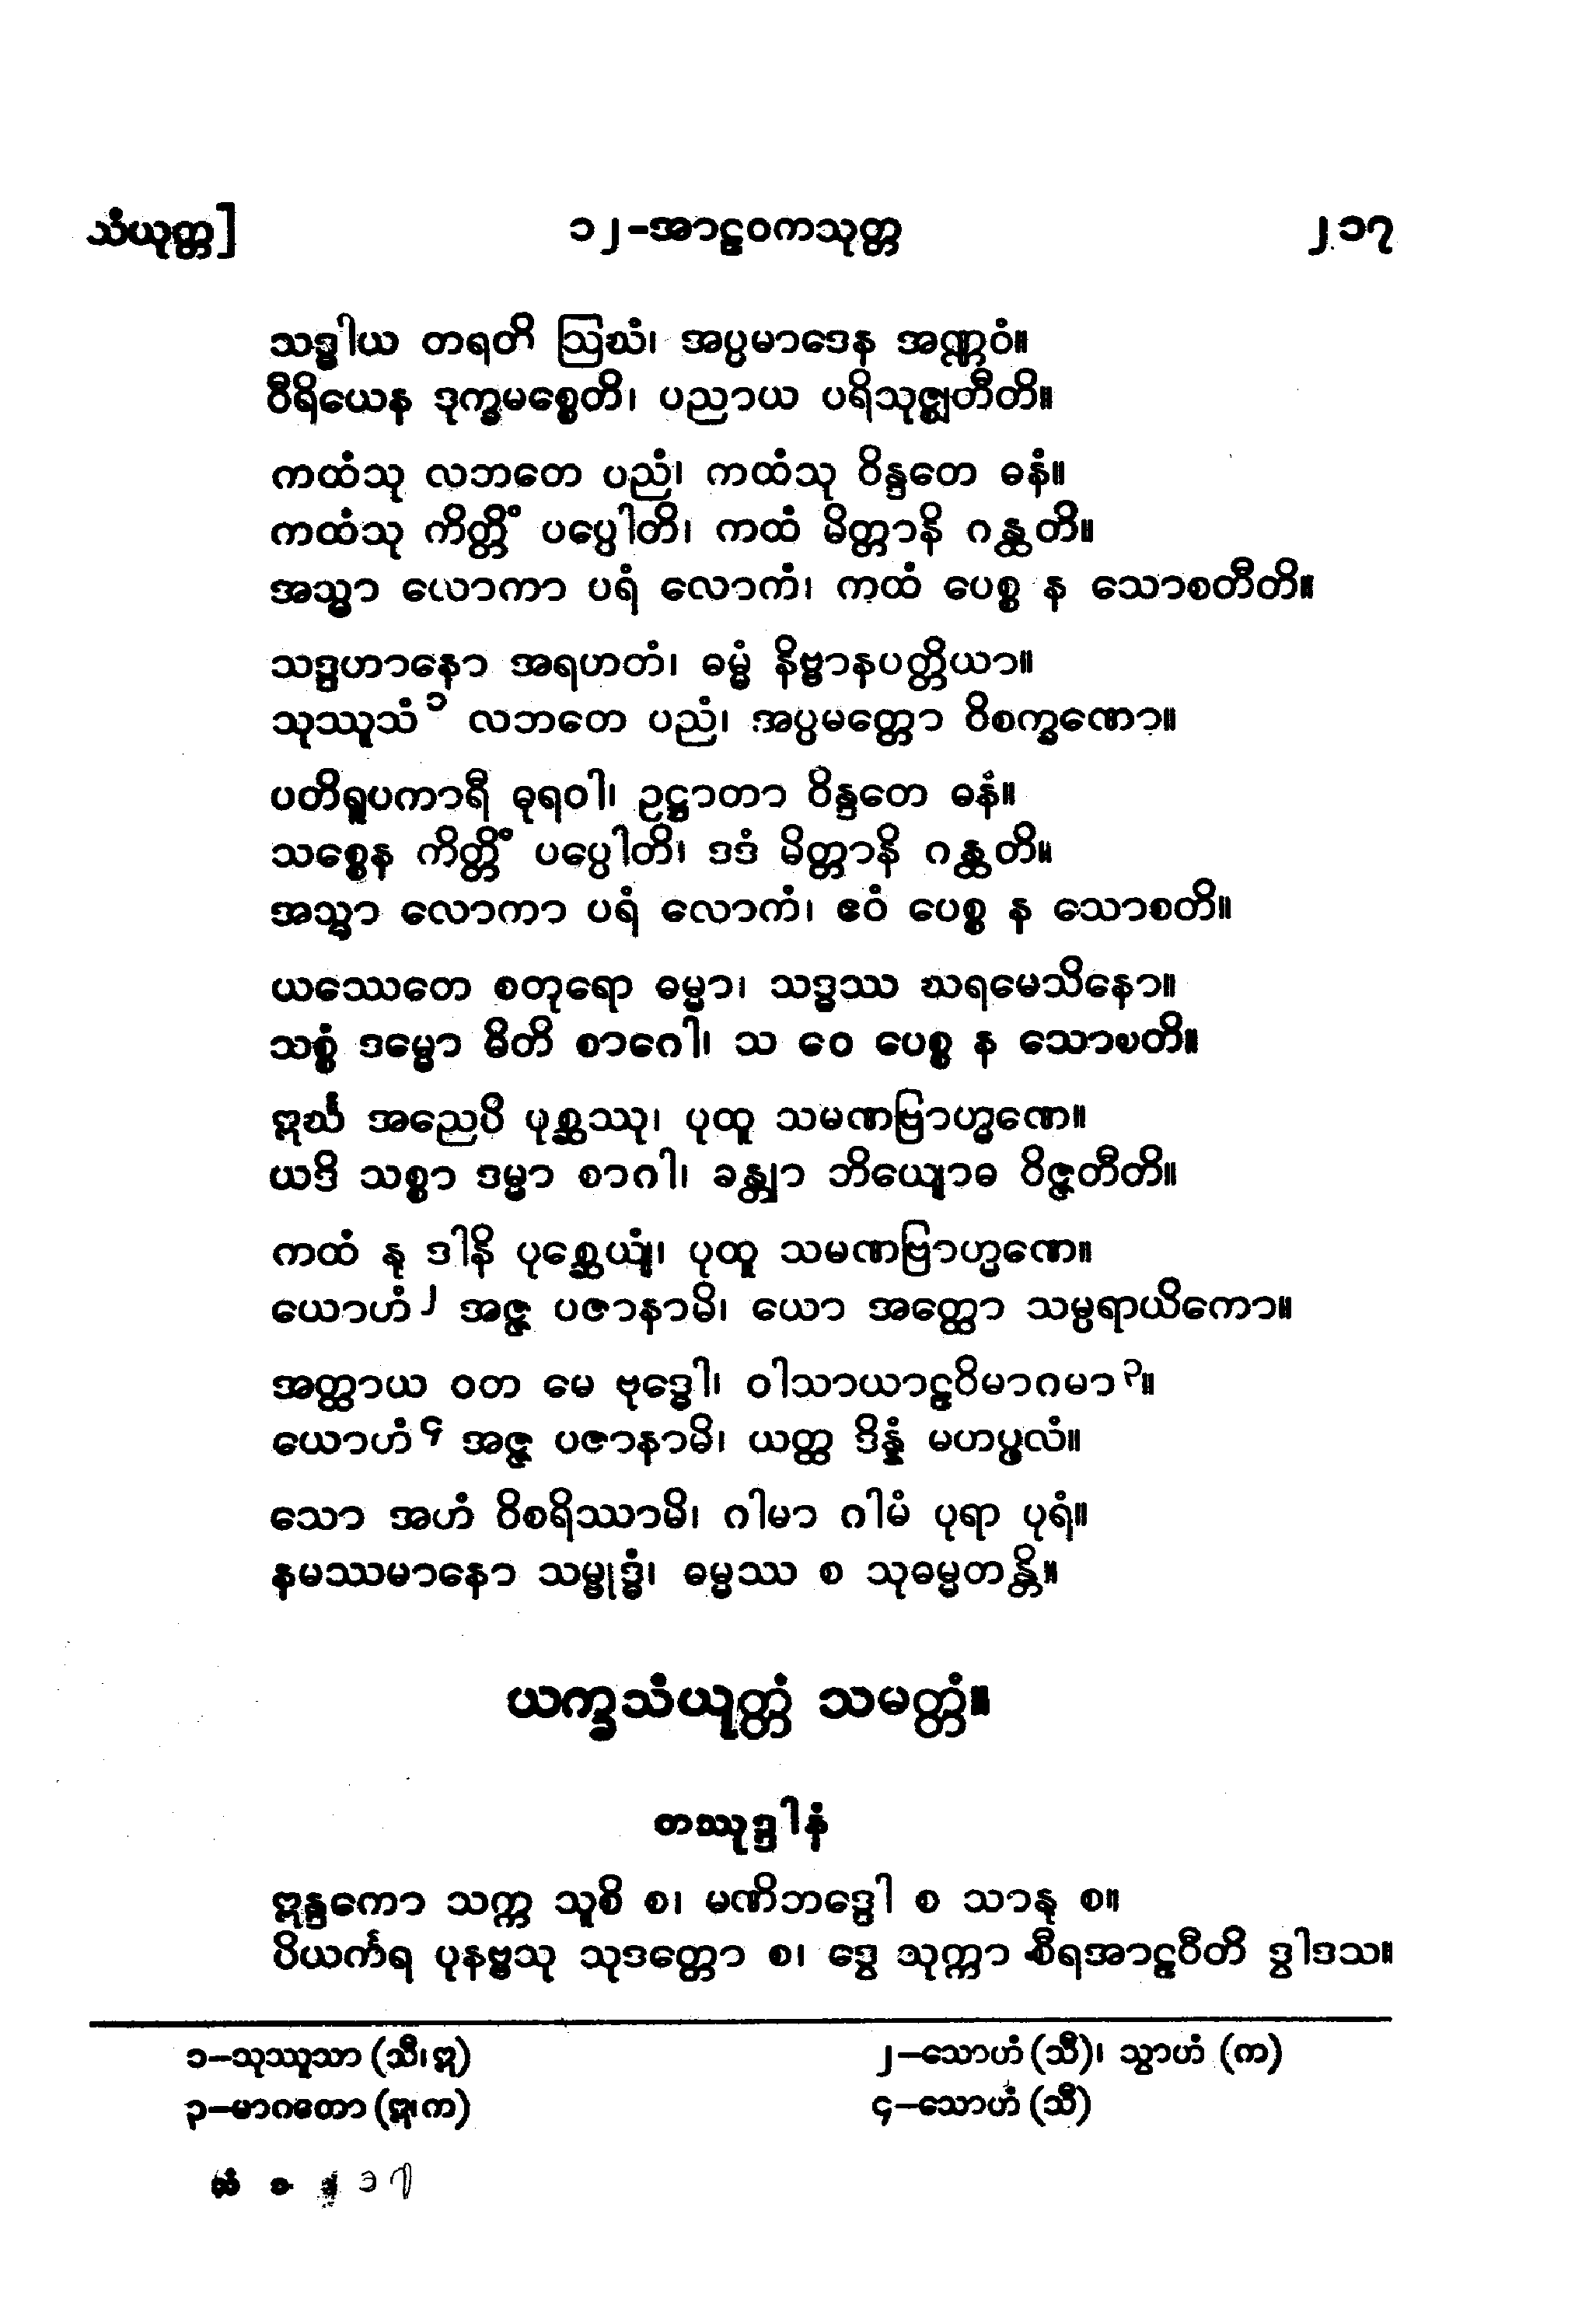 သံယုတ္တ] ၁၂-အာဠဝကသုတ္တ ၂၁၇
သဒ္ဓါယ တရတိ ဩဃံ၊ အပ္ပမာဒေန အဏ္ဏဝံ။
ဝီရိယေန ဒုက္ခမစ္စေတိ၊ ပညာယ ပရိသုဇ္ဈတီတိ။
ကထံသု လဘတေ ပညံ၊ ကထံသု ဝိန္ဒတေ ဓနံ။
ကထံသု ကိတ္တိံ ပပ္ပေါတိ၊ ကထံ မိတ္တာနိ ဂန္ထတိ။
အသ္မာ လောကာ ပရံ လောကံ၊ ကထံ ပေစ္စ န သောစတီတိ။
သဒ္ဒဟာနော အရဟတံ၊ ဓမ္မံ နိဗ္ဗာနပတ္တိယာ။
သုဿူသံ၁ လဘတေ ပညံ၊ အပ္ပမတ္တော ဝိစက္ခဏော။
ပတိရူပကာရီ ဓုရဝါ၊ ဥဋ္ဌာတာ ဝိန္ဒတေ ဓနံ။
သစ္စေန ကိတ္တိံ ပပ္ပေါတိ၊ ဒဒံ မိတ္တာနိ ဂန္ထတိ။
အသ္မာ လောကာ ပရံ လောကံ၊ ဧဝံ ပေစ္စ န သောစတိ။
ယဿေတေ စတုရော ဓမ္မာ၊ သဒ္ဓဿ ဃရမေသိနော။
သစ္စံ ဒမ္မော ဓိတိ စာဂေါ၊ သ ဝေ ပေစ္စ န သောစတိ။
ဣင်္ဃ အညေပိ ပုစ္ဆဿု၊ ပုထူ သမဏဗြာဟ္မဏေ။
ယဒိ သစ္စာ ဒမ္မာ စာဂါ၊ ခန္တျာ ဘိယျောဓ ဝိဇ္ဇတီတိ။
ကထံ နု ဒါနိ ပုစ္ဆေယျံ၊ ပုထူ သမဏဗြာဟ္မဏေ။
ယောဟံ၂ အဇ္ဇ ပဇာနာမိ၊ ယော အတ္ထော သမ္ပရာယိကော။
အတ္ထာယ ဝတ မေ ဗုဒ္ဓေါ၊ ဝါသာယာဠဝိမာဂမာ၃။
ယောဟံ၄ အဇ္ဇ ပဇာနာမိ၊ ယတ္ထ ဒိန္နံ မဟပ္ဖလံ။
သော အဟံ ဝိစရိဿာမိ၊ ဂါမာ ဂါမံ ပုရာ ပုရံ။
နမဿမာနော သမ္ဗုဒ္ဓံ၊ ဓမ္မဿ စ သုဓမ္မတန္တိ။
ယက္ခသံယုတ္တံ သမတ္တံ။
တဿုဒ္ဒါနံ
ဣန္ဒကော သက္က သူစိ စ၊ မဏိဘဒ္ဒေါ စ သာနု စ။
ပိယင်္ကရ ပုနဗ္ဗသု သုဒတ္တော စ၊ ဒွေ သုက္ကာ စီရအာဠဝီတိ ဒွါဒသ။
၁–သုဿူသာ (သီ၊ဣ) ၂–သောဟံ (သီ)၊ သွာဟံ (က)
၃–မာဂတော (ဣ၊က) ၄–သောဟံ (သီ)
သံ ၁